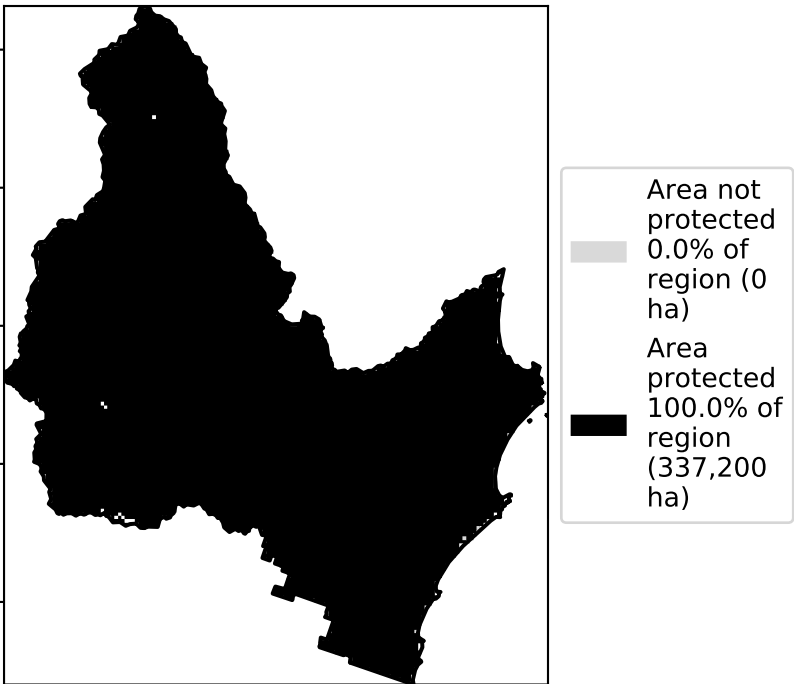 Area not
protected
0.0% of
region (0
ha)
Area
protected
100.0% of
region
(337,200
ha)